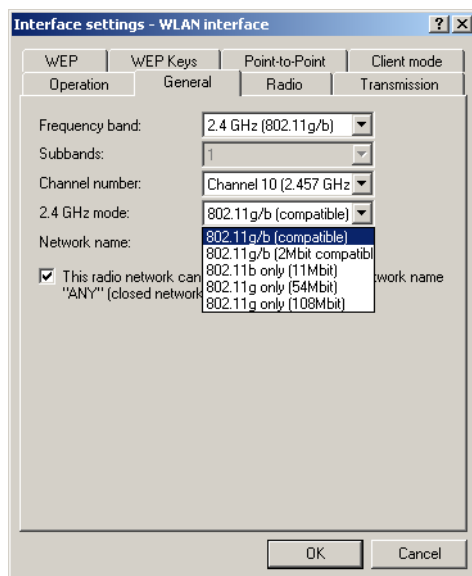 Interface settings - WLAN interface
WEP WEP Keys Point-to-Point Client mode
Operation General Radio Transmission
Frequency band: 2.4 GHz (802.11g/b)
Subbands: 1
Channel number: Channel 10 (2.457 GHz
2.4 GHz mode: 802.11g/b (compatible)
802.11g/b (compatible)
Network name:
802.11g/b (2Mbit compatibl
802.11b only (11Mbit)
This radio network can work name
802.11g only (54Mbit)
"ANY" (closed network
802.11g only (108Mbit)
OK Cancel